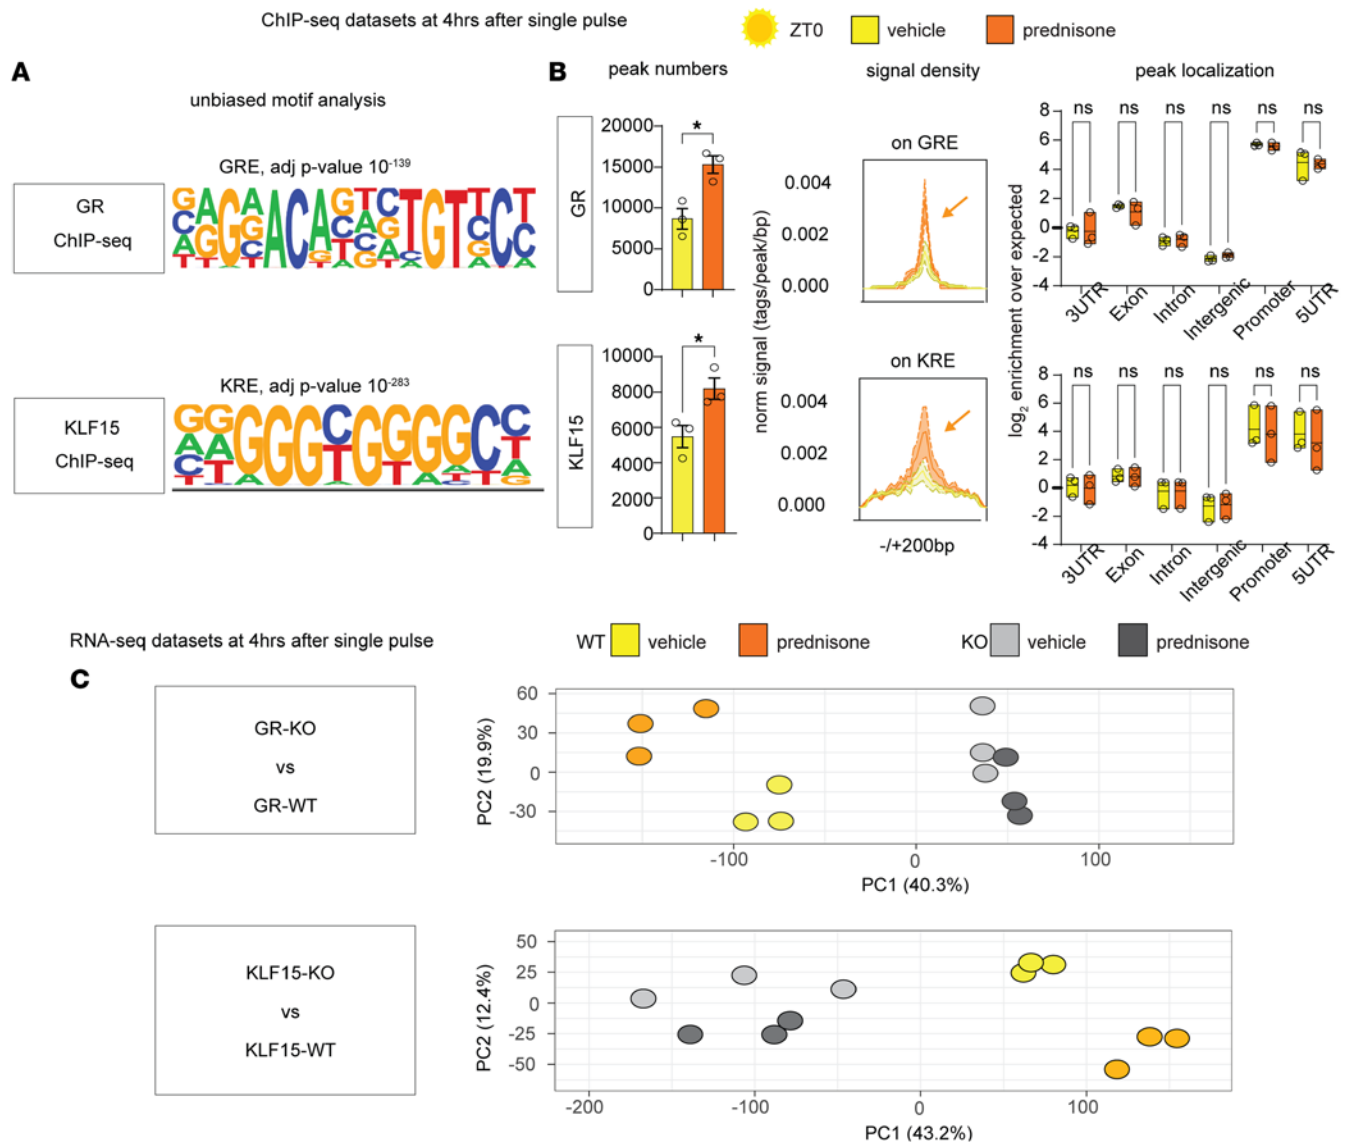 ChIP-seq datasets at 4hrs after single pulse
ZT0 vehicle prednisone
A
unbiased motif analysis
GR
ChIP-seq
GRE, adj p-value 10-139
KLF15
ChIP-seq
KRE, adj p-value 10-283
B
peak numbers
signal density
peak localization
GR
20000
15000
10000
5000
0
*
KLF15
10000
8000
6000
4000
2000
0
*
norm signal (tags/peak/bp)
on GRE
0.004
0.002
0.000
on KRE
0.004
0.002
0.000
-/+200bp
log2 enrichment over expected
8
6
4
2
0
-2
-4
ns ns ns ns ns ns
3UTR Exon Intron Intergenic Promoter 5UTR
8
6
4
2
0
-2
-4
ns ns ns ns ns ns
3UTR Exon Intron Intergenic Promoter 5UTR
RNA-seq datasets at 4hrs after single pulse
WT vehicle prednisone KO vehicle prednisone
C
GR-KO
vs
GR-WT
PC2 (19.9%)
60
30
0
-30
-100 0 100
PC1 (40.3%)
KLF15-KO
vs
KLF15-WT
PC2 (12.4%)
50
25
0
-25
-50
-200 -100 0 100
PC1 (43.2%)